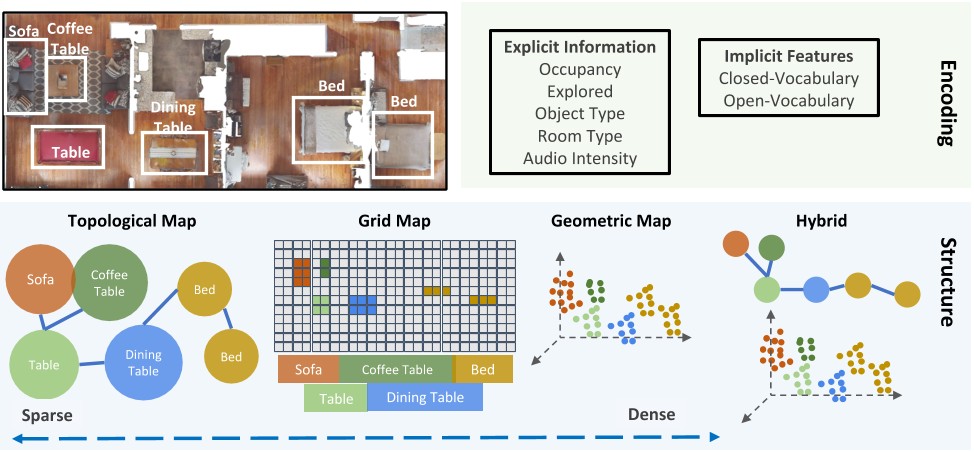 Sofa
Coffee
Table
Dining
Table
Table
Bed
Bed
Explicit Information
Occupancy
Explored
Object Type
Room Type
Audio Intensity
Implicit Features
Closed-Vocabulary
Open-Vocabulary
Encoding
Topological Map
Grid Map
Geometric Map
Hybrid
Structure
Sofa
Coffee
Table
Bed
Table
Dining
Table
Bed
Sofa
Coffee Table
Bed
Table
Dining Table
Sparse
Dense